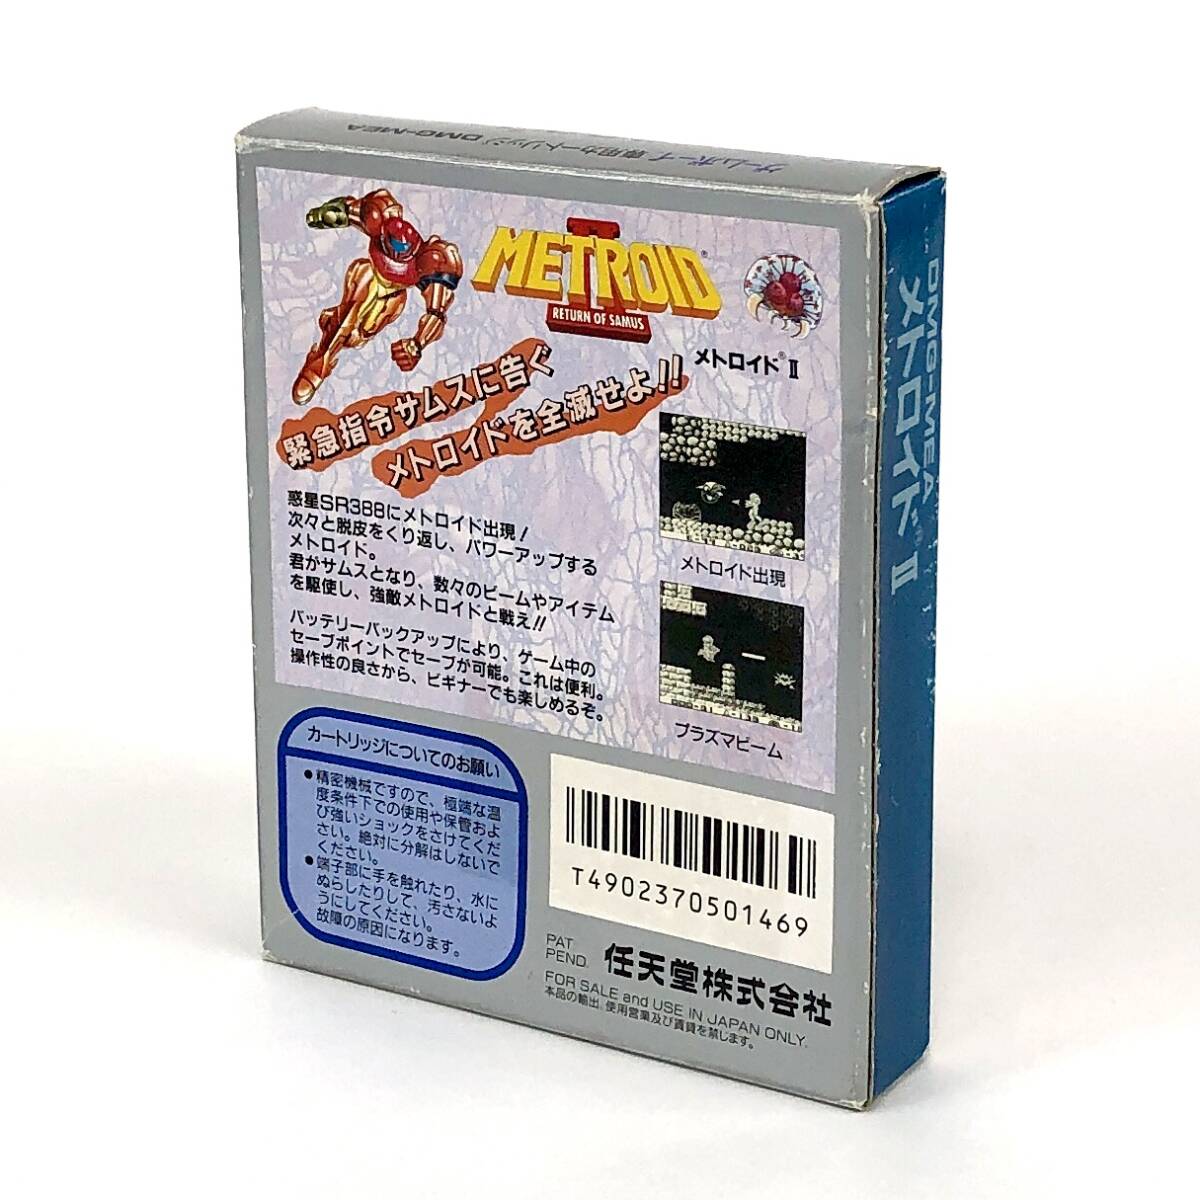 ゲームボーイ専用カートリッジ DMG-MEA
METROID®
II
RETURN OF SAMUS
メトロイド®II
緊急指令サムスに告ぐ
メトロイドを全滅せよ!!
惑星SR388にメトロイド出現!
次々と脱皮をくり返し、パワーアップする
メトロイド。
君がサムスとなり、数々のビームやアイテム
を駆使し、強敵メトロイドと戦え!!
バッテリーバックアップにより、ゲーム中の
セーブポイントでセーブが可能。これは便利。
操作性の良さから、ビギナーでも楽しめるぞ。
メトロイド出現
プラズマビーム
カートリッジについてのお願い
●精密機械ですので、極端な温
度条件下での使用や保管およ
び強いショックをさけてくだ
さい。絶対に分解はしないで
ください。
●端子部に手を触れたり、水に
ぬらしたりして、汚さないよ
うにしてください。
故障の原因になります。
T4902370501469
PAT.
PEND.
任天堂株式会社
FOR SALE and USE IN JAPAN ONLY.
本品の輸出、使用営業及び賃貸を禁じます。
DMG-MEA
メトロイド®II